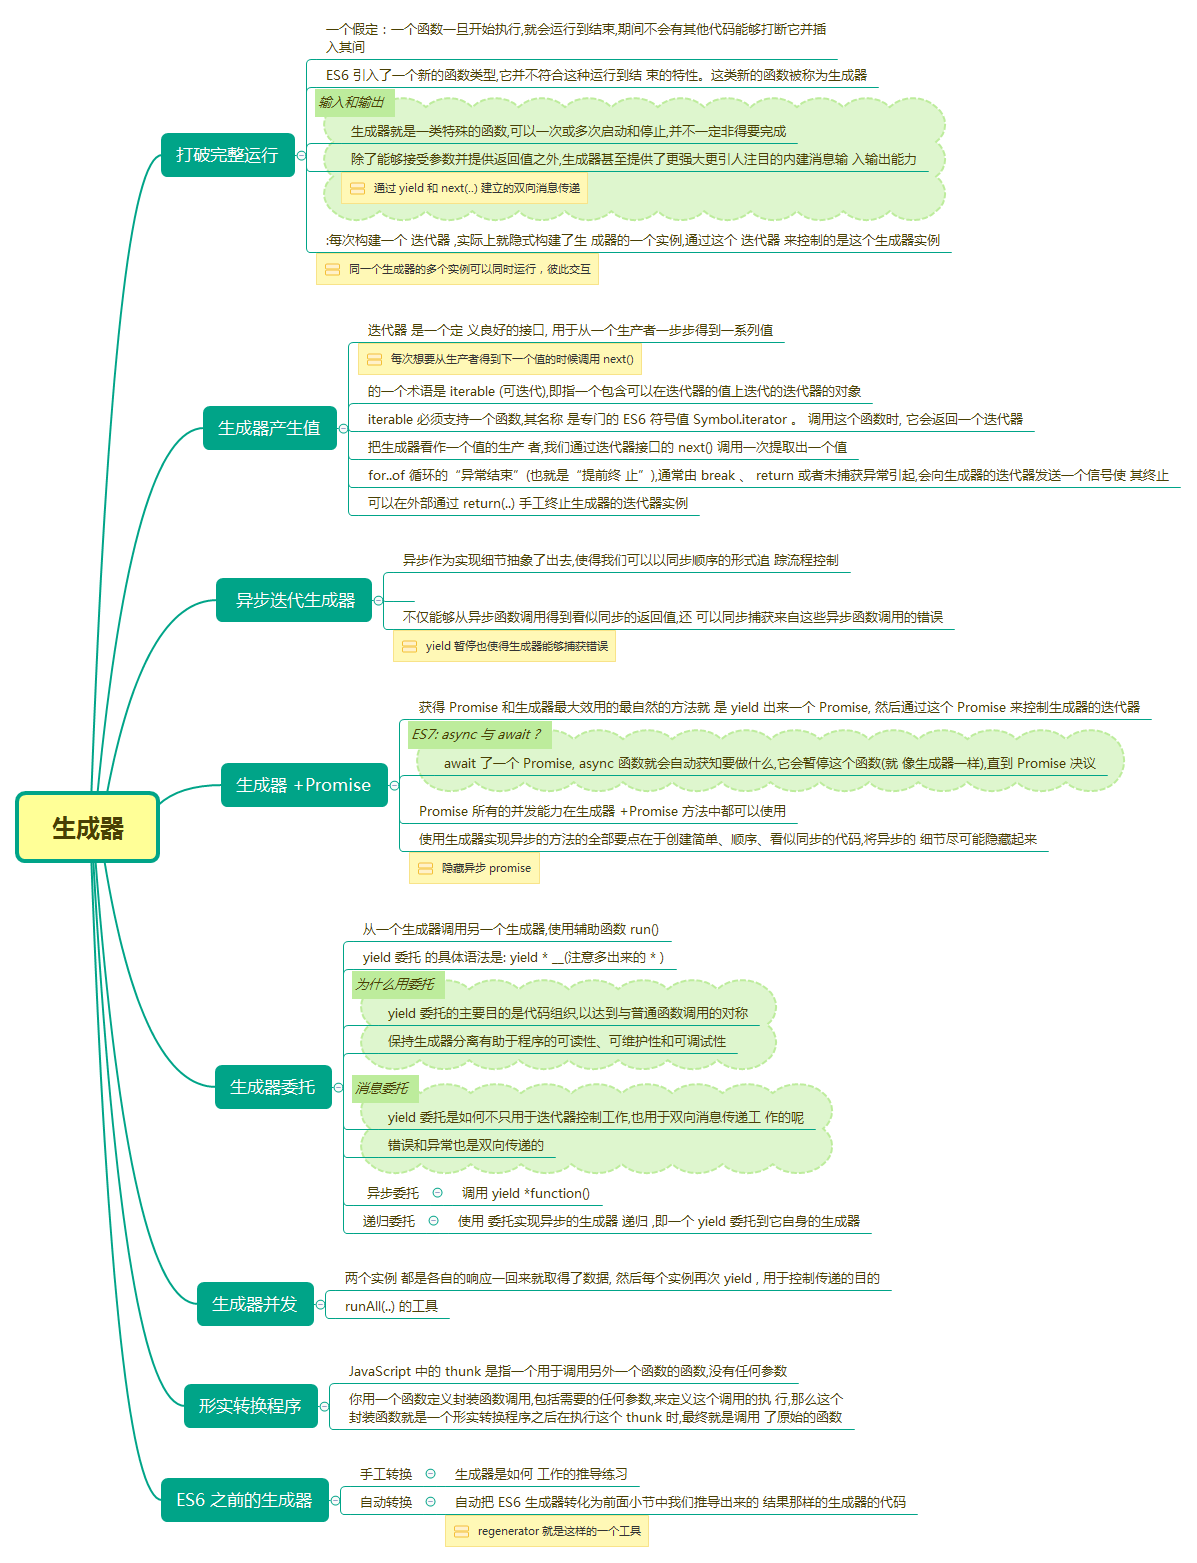 生成器
打破完整运行
一个假定：一个函数一旦开始执行,就会运行到结束,期间不会有其他代码能够打断它并插
入其间
ES6 引入了一个新的函数类型,它并不符合这种运行到结 束的特性。这类新的函数被称为生成器
输入和输出
生成器就是一类特殊的函数,可以一次或多次启动和停止,并不一定非得要完成
除了能够接受参数并提供返回值之外,生成器甚至提供了更强大更引人注目的内建消息输 入输出能力
通过 yield 和 next(..) 建立的双向消息传递
:每次构建一个 迭代器 ,实际上就隐式构建了生 成器的一个实例,通过这个 迭代器 来控制的是这个生成器实例
同一个生成器的多个实例可以同时运行，彼此交互
生成器产生值
迭代器 是一个定 义良好的接口, 用于从一个生产者一步步得到一系列值
每次想要从生产者得到下一个值的时候调用 next()
的一个术语是 iterable (可迭代),即指一个包含可以在迭代器的值上迭代的迭代器的对象
iterable 必须支持一个函数,其名称 是专门的 ES6 符号值 Symbol.iterator 。 调用这个函数时, 它会返回一个迭代器
把生成器看作一个值的生产 者,我们通过迭代器接口的 next() 调用一次提取出一个值
for..of 循环的“异常结束”(也就是“提前终 止”),通常由 break 、 return 或者未捕获异常引起,会向生成器的迭代器发送一个信号使 其终止
可以在外部通过 return(..) 手工终止生成器的迭代器实例
异步迭代生成器
异步作为实现细节抽象了出去,使得我们可以以同步顺序的形式追 踪流程控制
不仅能够从异步函数调用得到看似同步的返回值,还 可以同步捕获来自这些异步函数调用的错误
yield 暂停也使得生成器能够捕获错误
生成器 +Promise
获得 Promise 和生成器最大效用的最自然的方法就 是 yield 出来一个 Promise, 然后通过这个 Promise 来控制生成器的迭代器
ES7: async 与 await ?
await 了一个 Promise, async 函数就会自动获知要做什么,它会暂停这个函数(就 像生成器一样),直到 Promise 决议
Promise 所有的并发能力在生成器 +Promise 方法中都可以使用
使用生成器实现异步的方法的全部要点在于创建简单、顺序、看似同步的代码,将异步的 细节尽可能隐藏起来
隐藏异步 promise
生成器委托
从一个生成器调用另一个生成器,使用辅助函数 run()
yield 委托 的具体语法是: yield * __(注意多出来的 * )
为什么用委托
yield 委托的主要目的是代码组织,以达到与普通函数调用的对称
保持生成器分离有助于程序的可读性、可维护性和可调试性
消息委托
yield 委托是如何不只用于迭代器控制工作,也用于双向消息传递工 作的呢
错误和异常也是双向传递的
异步委托 调用 yield *function()
递归委托 使用 委托实现异步的生成器 递归 ,即一个 yield 委托到它自身的生成器
生成器并发
两个实例 都是各自的响应一回来就取得了数据, 然后每个实例再次 yield , 用于控制传递的目的
runAll(..) 的工具
形实转换程序
JavaScript 中的 thunk 是指一个用于调用另外一个函数的函数,没有任何参数
你用一个函数定义封装函数调用,包括需要的任何参数,来定义这个调用的执 行,那么这个
封装函数就是一个形实转换程序之后在执行这个 thunk 时,最终就是调用 了原始的函数
ES6 之前的生成器
手工转换 生成器是如何 工作的推导练习
自动转换 自动把 ES6 生成器转化为前面小节中我们推导出来的 结果那样的生成器的代码
regenerator 就是这样的一个工具